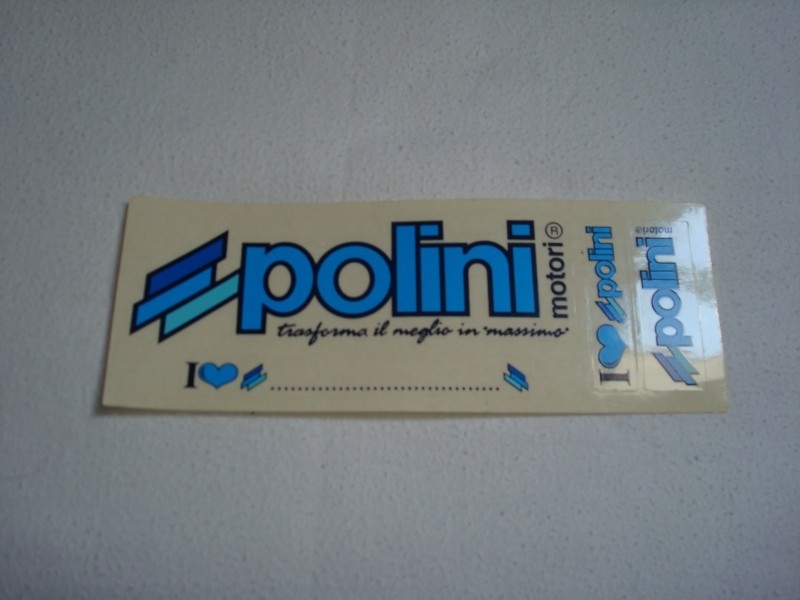 polini
motori®
trasforma il meglio in "massimo"
I ....................................................
I polini
polini
motori®